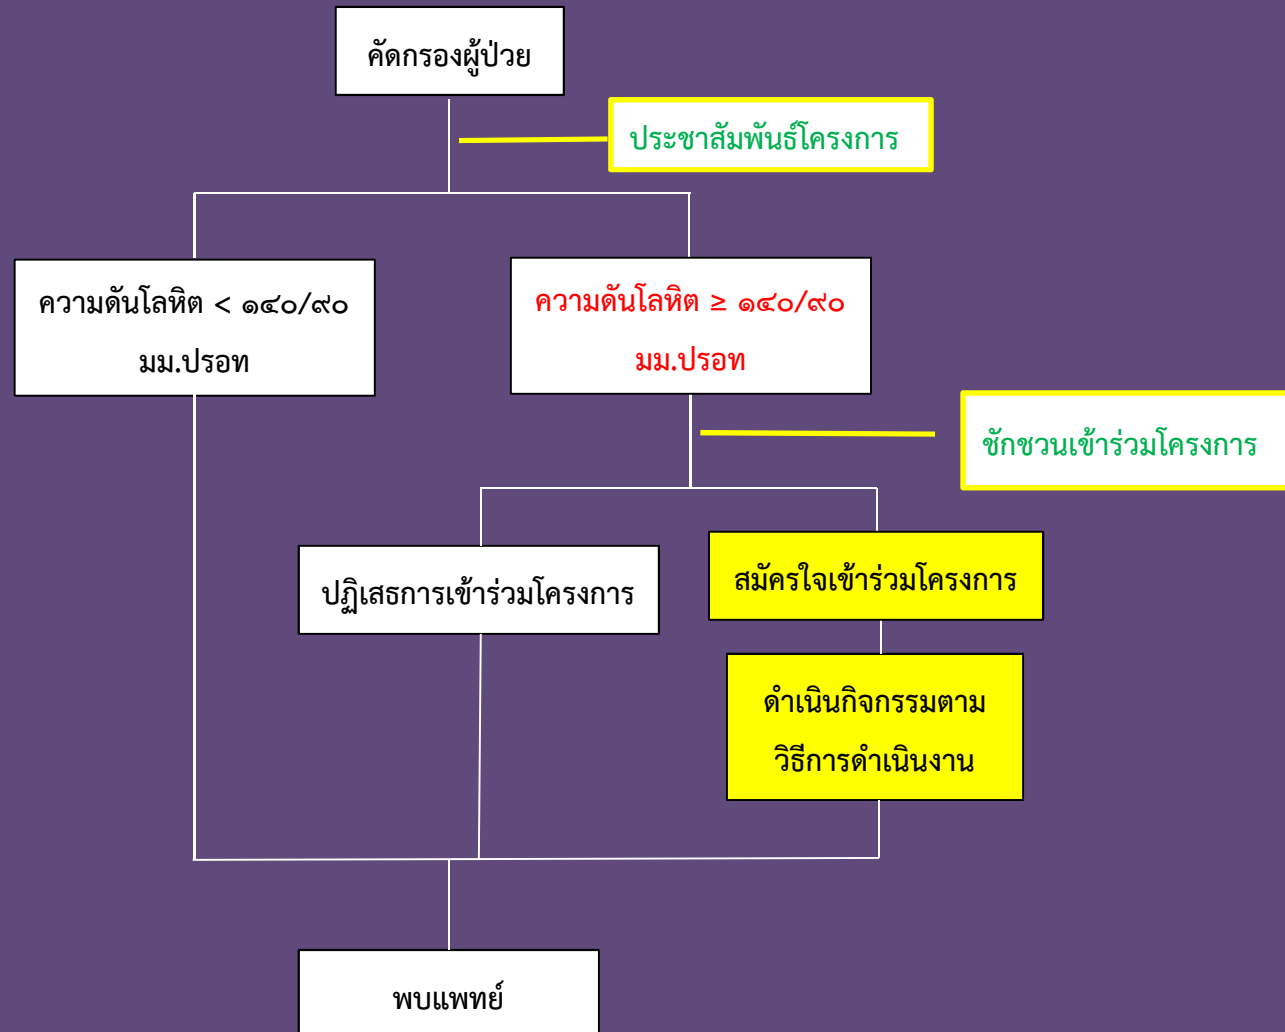 คัดกรองผู้ป่วย
ประชาสัมพันธ์โครงการ
ความดันโลหิต < ๑๔๐/๙๐
มม.ปรอท
ความดันโลหิต ≥ ๑๔๐/๙๐
มม.ปรอท
ชักชวนเข้าร่วมโครงการ
ปฏิเสธการเข้าร่วมโครงการ
สมัครใจเข้าร่วมโครงการ
ดำเนินกิจกรรมตาม
วิธีการดำเนินงาน
พบแพทย์